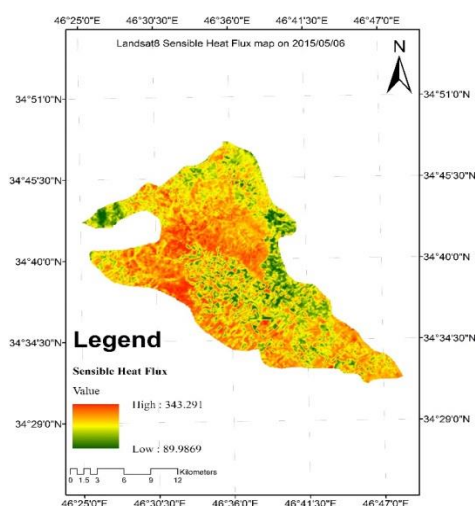 46°25'0"E 46°30'30"E 46°36'0"E 46°41'30"E 46°47'0"E
Landsat8 Sensible Heat Flux map on 2015/05/06
N
34°51'0"N 34°51'0"N
34°45'30"N 34°45'30"N
34°40'0"N 34°40'0"N
34°34'30"N 34°34'30"N
34°29'0"N 34°29'0"N
Legend
Sensible Heat Flux
Value
High : 343.291
Low : 89.9869
Kilometers
0 1.5 3 6 9 12
46°25'0"E 46°30'30"E 46°36'0"E 46°41'30"E 46°47'0"E